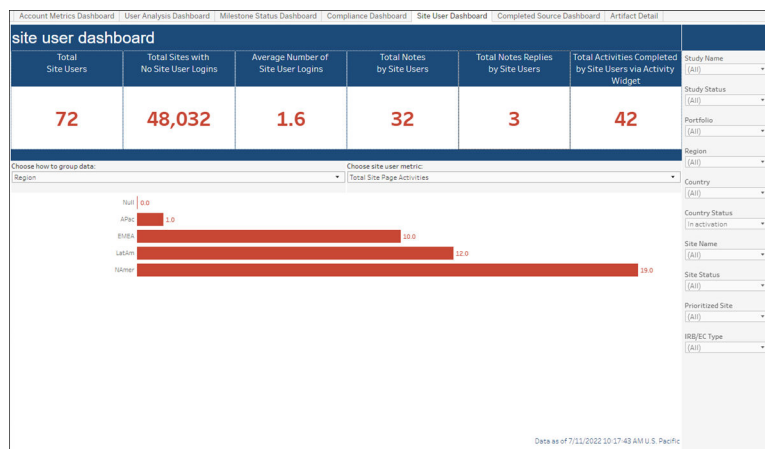 Account Metrics Dashboard User Analysis Dashboard Milestone Status Dashboard Compliance Dashboard Site User Dashboard Completed Source Dashboard Artifact Detail
site user dashboard
Total
Site Users
72
Total Sites with
No Site User Logins
48,032
Average Number of
Site User Logins
1.6
Total Notes
by Site Users
32
Total Notes Replies
by Site Users
3
Total Activities Completed
by Site Users via Activity
Widget
42
Choose how to group data:
Region
Choose site user metric:
Total Site Page Activities
Null 0.0
APac 1.0
EMEA 10.0
LatAm 12.0
NAmer 19.0
Data as of 7/11/2022 10:17:43 AM U.S. Pacific
Study Name
(All)
Study Status
(All)
Portfolio
(All)
Region
(All)
Country
(All)
Country Status
In activation
Site Name
(All)
Site Status
(All)
Prioritized Site
(All)
IRB/EC Type
(All)